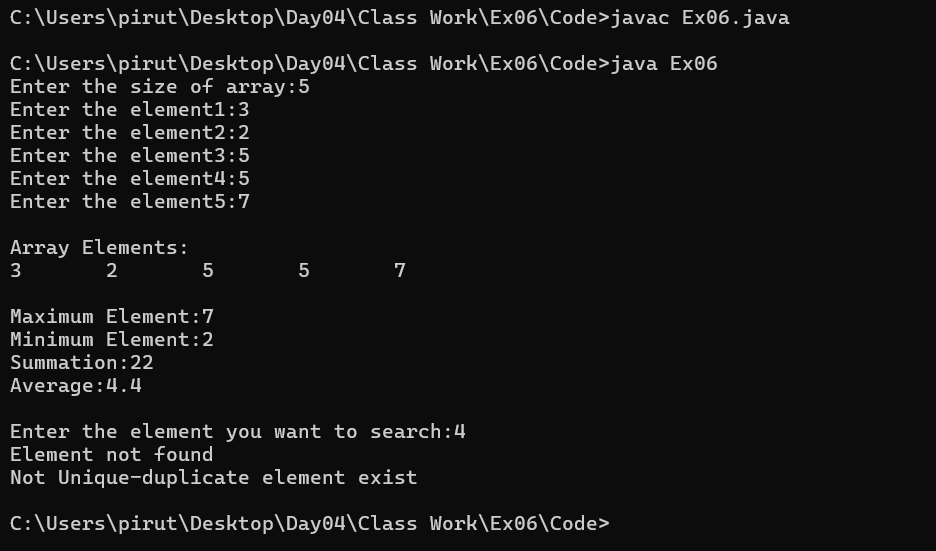 C:\Users\pirut\Desktop\Day04\Class Work\Ex06\Code>javac Ex06.java
C:\Users\pirut\Desktop\Day04\Class Work\Ex06\Code>java Ex06
Enter the size of array:5
Enter the element1:3
Enter the element2:2
Enter the element3:5
Enter the element4:5
Enter the element5:7
Array Elements:
3       2       5       5       7
Maximum Element:7
Minimum Element:2
Summation:22
Average:4.4
Enter the element you want to search:4
Element not found
Not Unique-duplicate element exist
C:\Users\pirut\Desktop\Day04\Class Work\Ex06\Code>